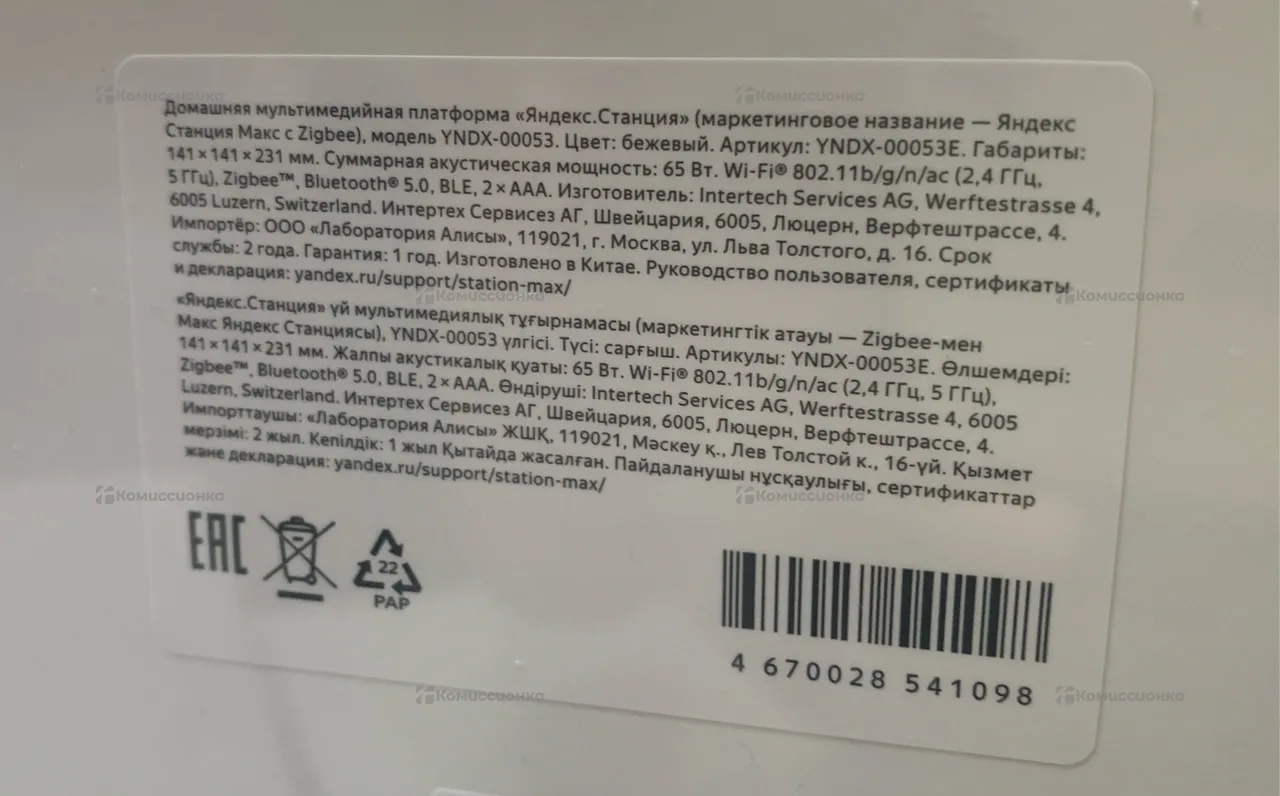 Домашняя мультимедийная платформа «Яндекс.Станция» (маркетинговое название — Яндекс
Станция Макс с Zigbee), модель YNDX-00053. Цвет: бежевый. Артикул: YNDX-00053E. Габариты:
141 × 141 × 231 мм. Суммарная акустическая мощность: 65 Вт. Wi-Fi® 802.11b/g/n/ac (2,4 ГГц,
5 ГГц), Zigbee™, Bluetooth® 5.0, BLE, 2 × AAA. Изготовитель: Intertech Services AG, Werftestrasse 4,
6005 Luzern, Switzerland. Интертех Сервисез АГ, Швейцария, 6005, Люцерн, Верфтештрассе, 4.
Импортёр: ООО «Лаборатория Алисы», 119021, г. Москва, ул. Льва Толстого, д. 16. Срок
службы: 2 года. Гарантия: 1 год. Изготовлено в Китае. Руководство пользователя, сертификаты
и декларация: yandex.ru/support/station-max/
«Яндекс.Станция» үй мультимедиялық тұғырнамасы (маркетингтік атауы — Zigbee-мен
Макс Яндекс Станциясы), YNDX-00053 үлгісі. Түсі: сарғыш. Артикулы: YNDX-00053E. Өлшемдері:
141 × 141 × 231 мм. Жалпы акустикалық қуаты: 65 Вт. Wi-Fi® 802.11b/g/n/ac (2,4 ГГц, 5 ГГц),
Zigbee™, Bluetooth® 5.0, BLE, 2 × AAA. Өндіруші: Intertech Services AG, Werftestrasse 4, 6005
Luzern, Switzerland. Интертех Сервисез АГ, Швейцария, 6005, Люцерн, Верфтештрассе, 4.
Импорттаушы: «Лаборатория Алисы» ЖШҚ, 119021, Мәскеу қ., Лев Толстой к., 16-үй. Қызмет
мерзімі: 2 жыл. Кепілдік: 1 жыл Қытайда жасалған. Пайдаланушы нұсқаулығы, сертификаттар
және декларация: yandex.ru/support/station-max/
EAC
22
PAP
4 670028 541098
Комиссионка
Комиссионка
Комиссионка
Комиссионка
Комиссионка
Комиссионка
Комиссионка
Комиссионка